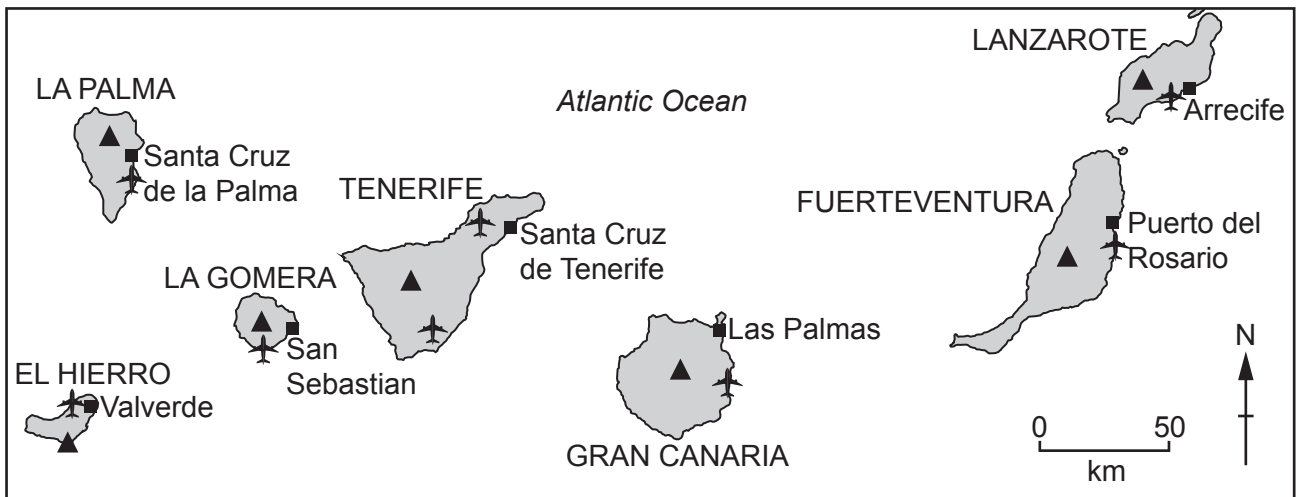 LANZAROTE
LA PALMA
Atlantic Ocean
Arrecife
Santa Cruz
de la Palma
TENERIFE
FUERTEVENTURA
Santa Cruz
de Tenerife
Puerto del
Rosario
LA GOMERA
Las Palmas
N
San
Sebastian
EL HIERRO
Valverde
0 50
km
GRAN CANARIA